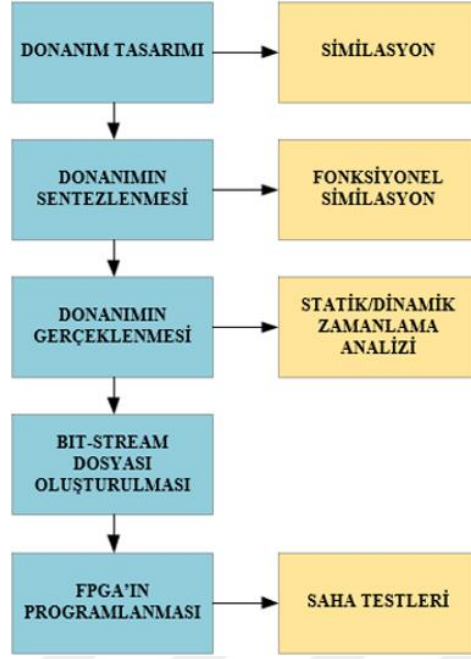 DONANIM TASARIMI
SİMİLASYON
DONANIMIN
SENTEZLENMESİ
FONKSİYONEL
SİMİLASYON
DONANIMIN
GERÇEKLENMESİ
STATİK/DİNAMİK
ZAMANLAMA
ANALİZİ
BIT-STREAM
DOSYASI
OLUŞTURULMASI
FPGA'IN
PROGRAMLANMASI
SAHA TESTLERİ